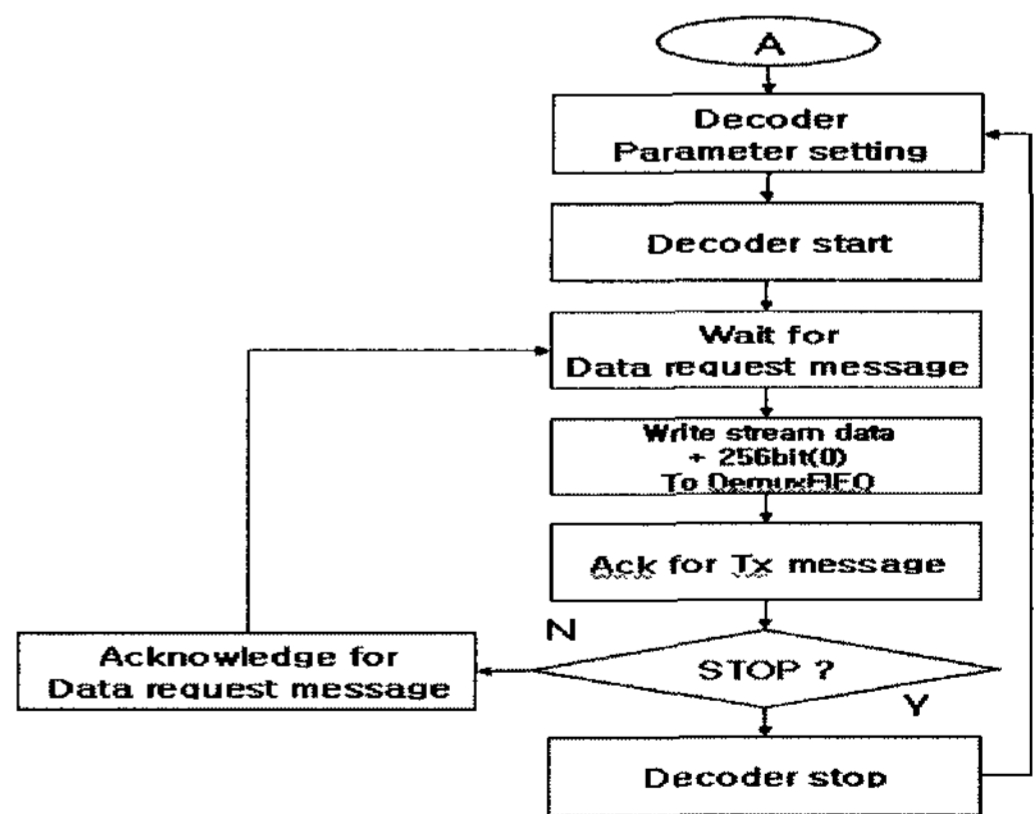 A
Decoder
Parameter setting
Decoder start
Wait for
Data request message
Write stream data
+ 256bit(0)
To DemuxFIFO
Ack for Tx message
N
STOP ?
Acknowledge for
Data request message
Y
Decoder stop